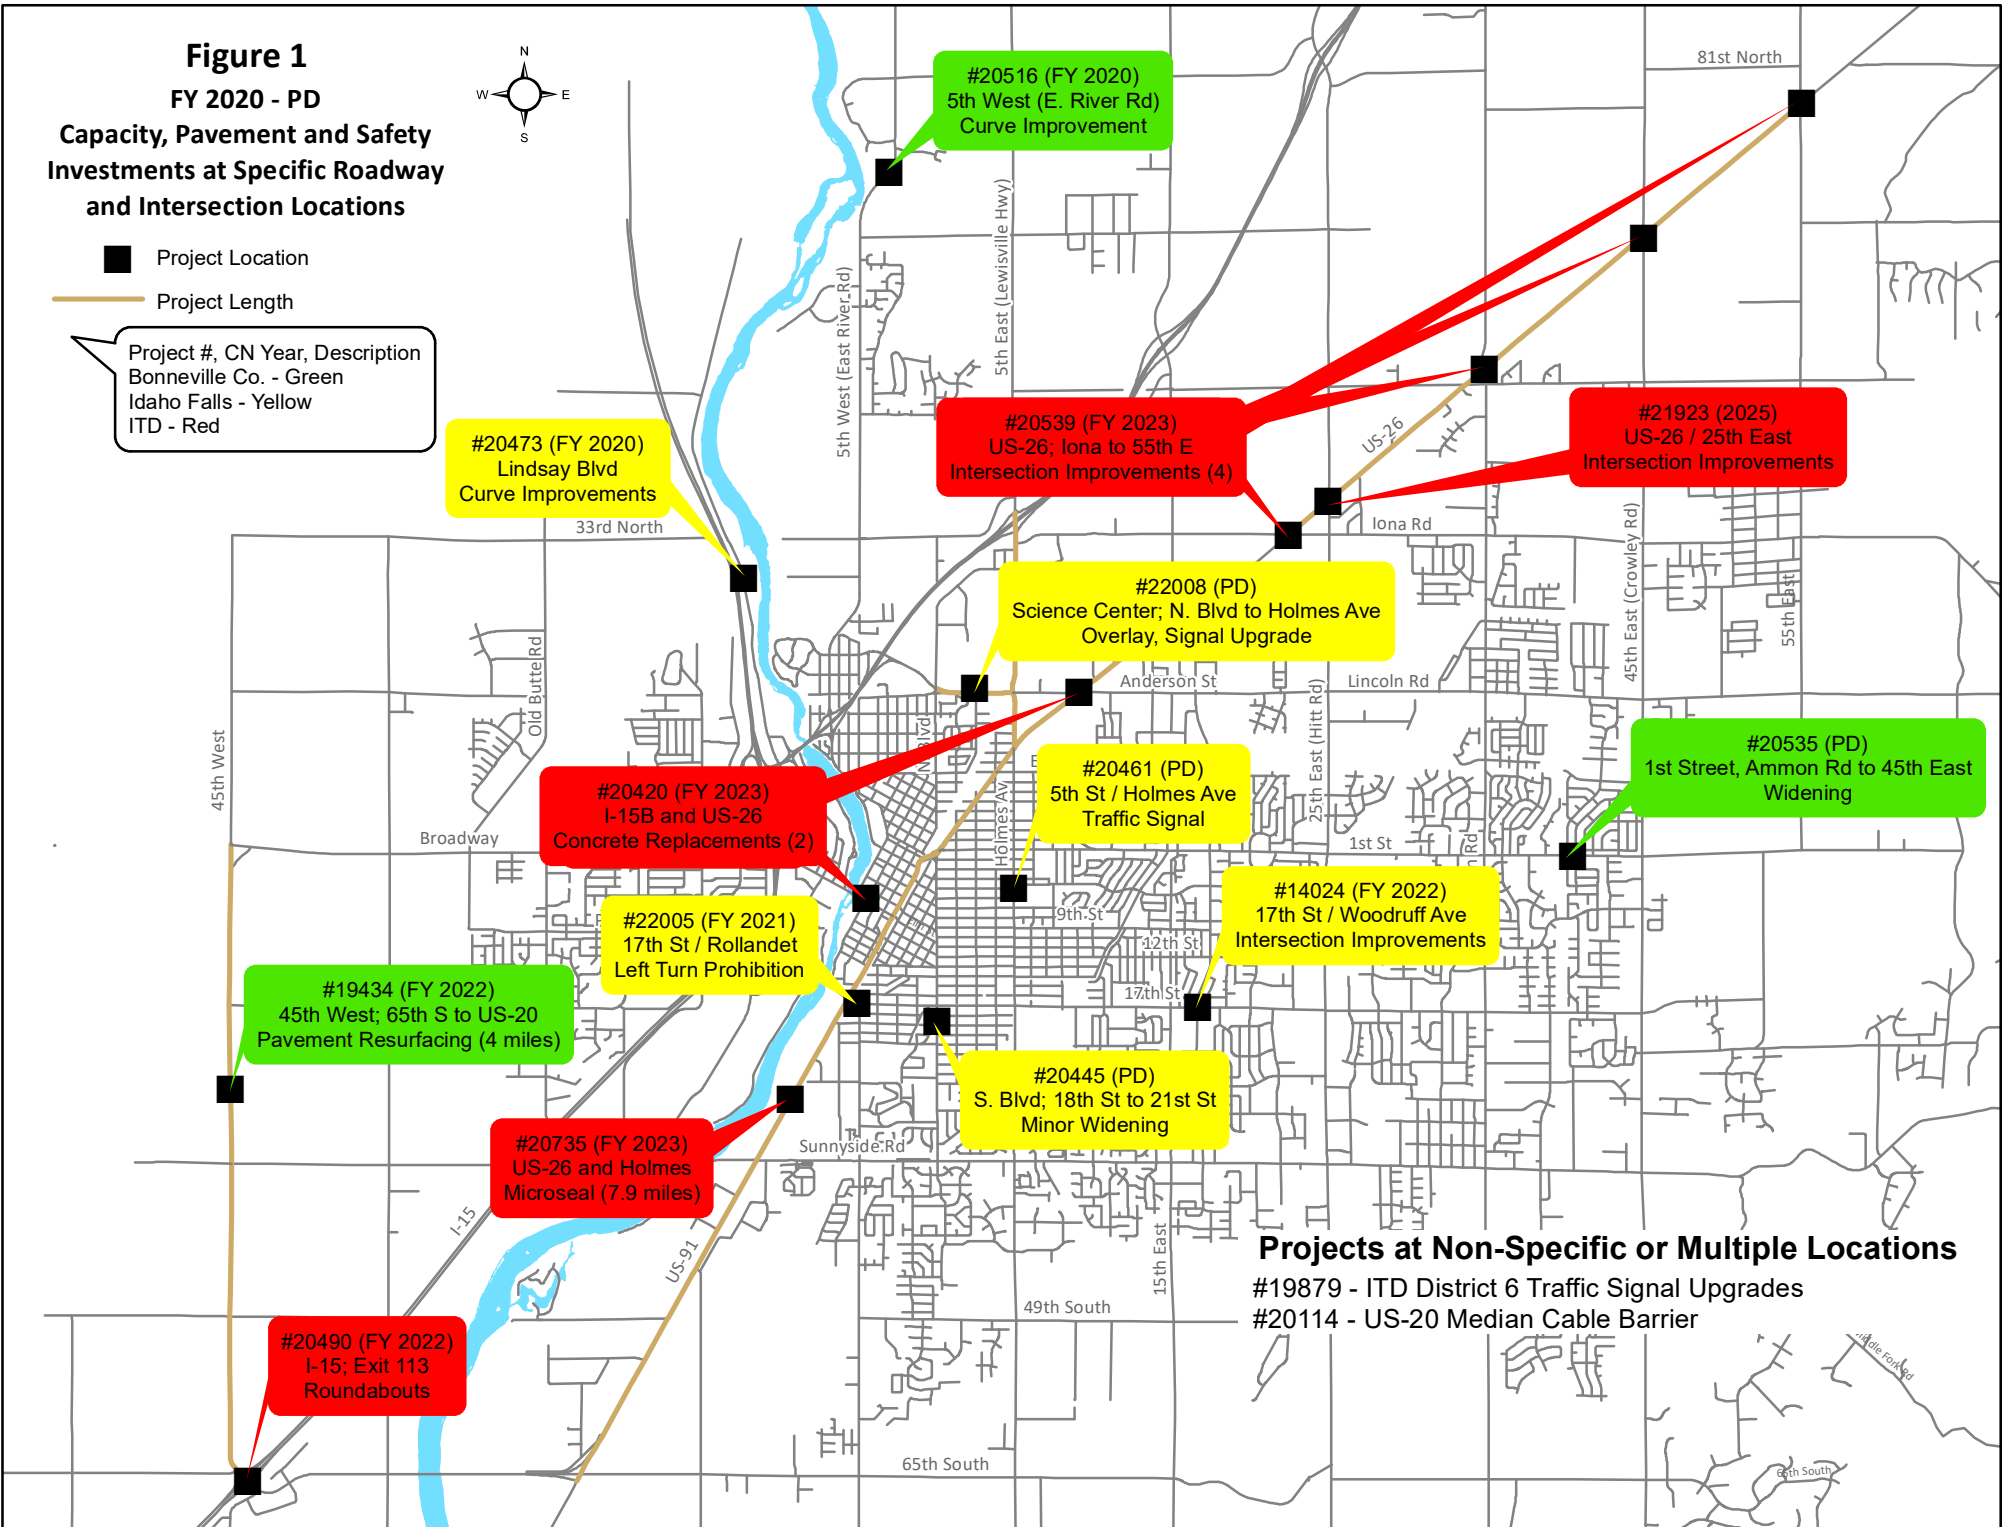 Figure 1
FY 2020 - PD
Capacity, Pavement and Safety
Investments at Specific Roadway
and Intersection Locations
N
W
E
S
Project Location
Project Length
Project #, CN Year, Description
Bonneville Co. - Green
Idaho Falls - Yellow
ITD - Red
#20516 (FY 2020)
5th West (E. River Rd)
Curve Improvement
81st North
5th East (Lewisville Hwy)
5th West (East River Rd)
#20473 (FY 2020)
Lindsay Blvd
Curve Improvements
#20539 (FY 2023)
US-26; Iona to 55th E
Intersection Improvements (4)
US-26
#21923 (2025)
US-26 / 25th East
Intersection Improvements
33rd North
Iona Rd
45th East (Crowley Rd)
55th East
#22008 (PD)
Science Center; N. Blvd to Holmes Ave
Overlay, Signal Upgrade
Old Butte Rd
Anderson St
Lincoln Rd
25th East (Hitt Rd)
45th West
N Blvd
#20535 (PD)
1st Street, Ammon Rd to 45th East
Widening
#20420 (FY 2023)
I-15B and US-26
Concrete Replacements (2)
#20461 (PD)
5th St / Holmes Ave
Traffic Signal
Holmes Av
Broadway
1st St
Rd
#22005 (FY 2021)
17th St / Rollandet
Left Turn Prohibition
#14024 (FY 2022)
17th St / Woodruff Ave
Intersection Improvements
9th St
12th St
17th St
#19434 (FY 2022)
45th West; 65th S to US-20
Pavement Resurfacing (4 miles)
#20445 (PD)
S. Blvd; 18th St to 21st St
Minor Widening
#20735 (FY 2023)
US-26 and Holmes
Microseal (7.9 miles)
Sunnyside Rd
I-15
US-91
15th East
Projects at Non-Specific or Multiple Locations
#19879 - ITD District 6 Traffic Signal Upgrades
#20114 - US-20 Median Cable Barrier
49th South
#20490 (FY 2022)
I-15; Exit 113
Roundabouts
Fork Rd
65th South
65th South